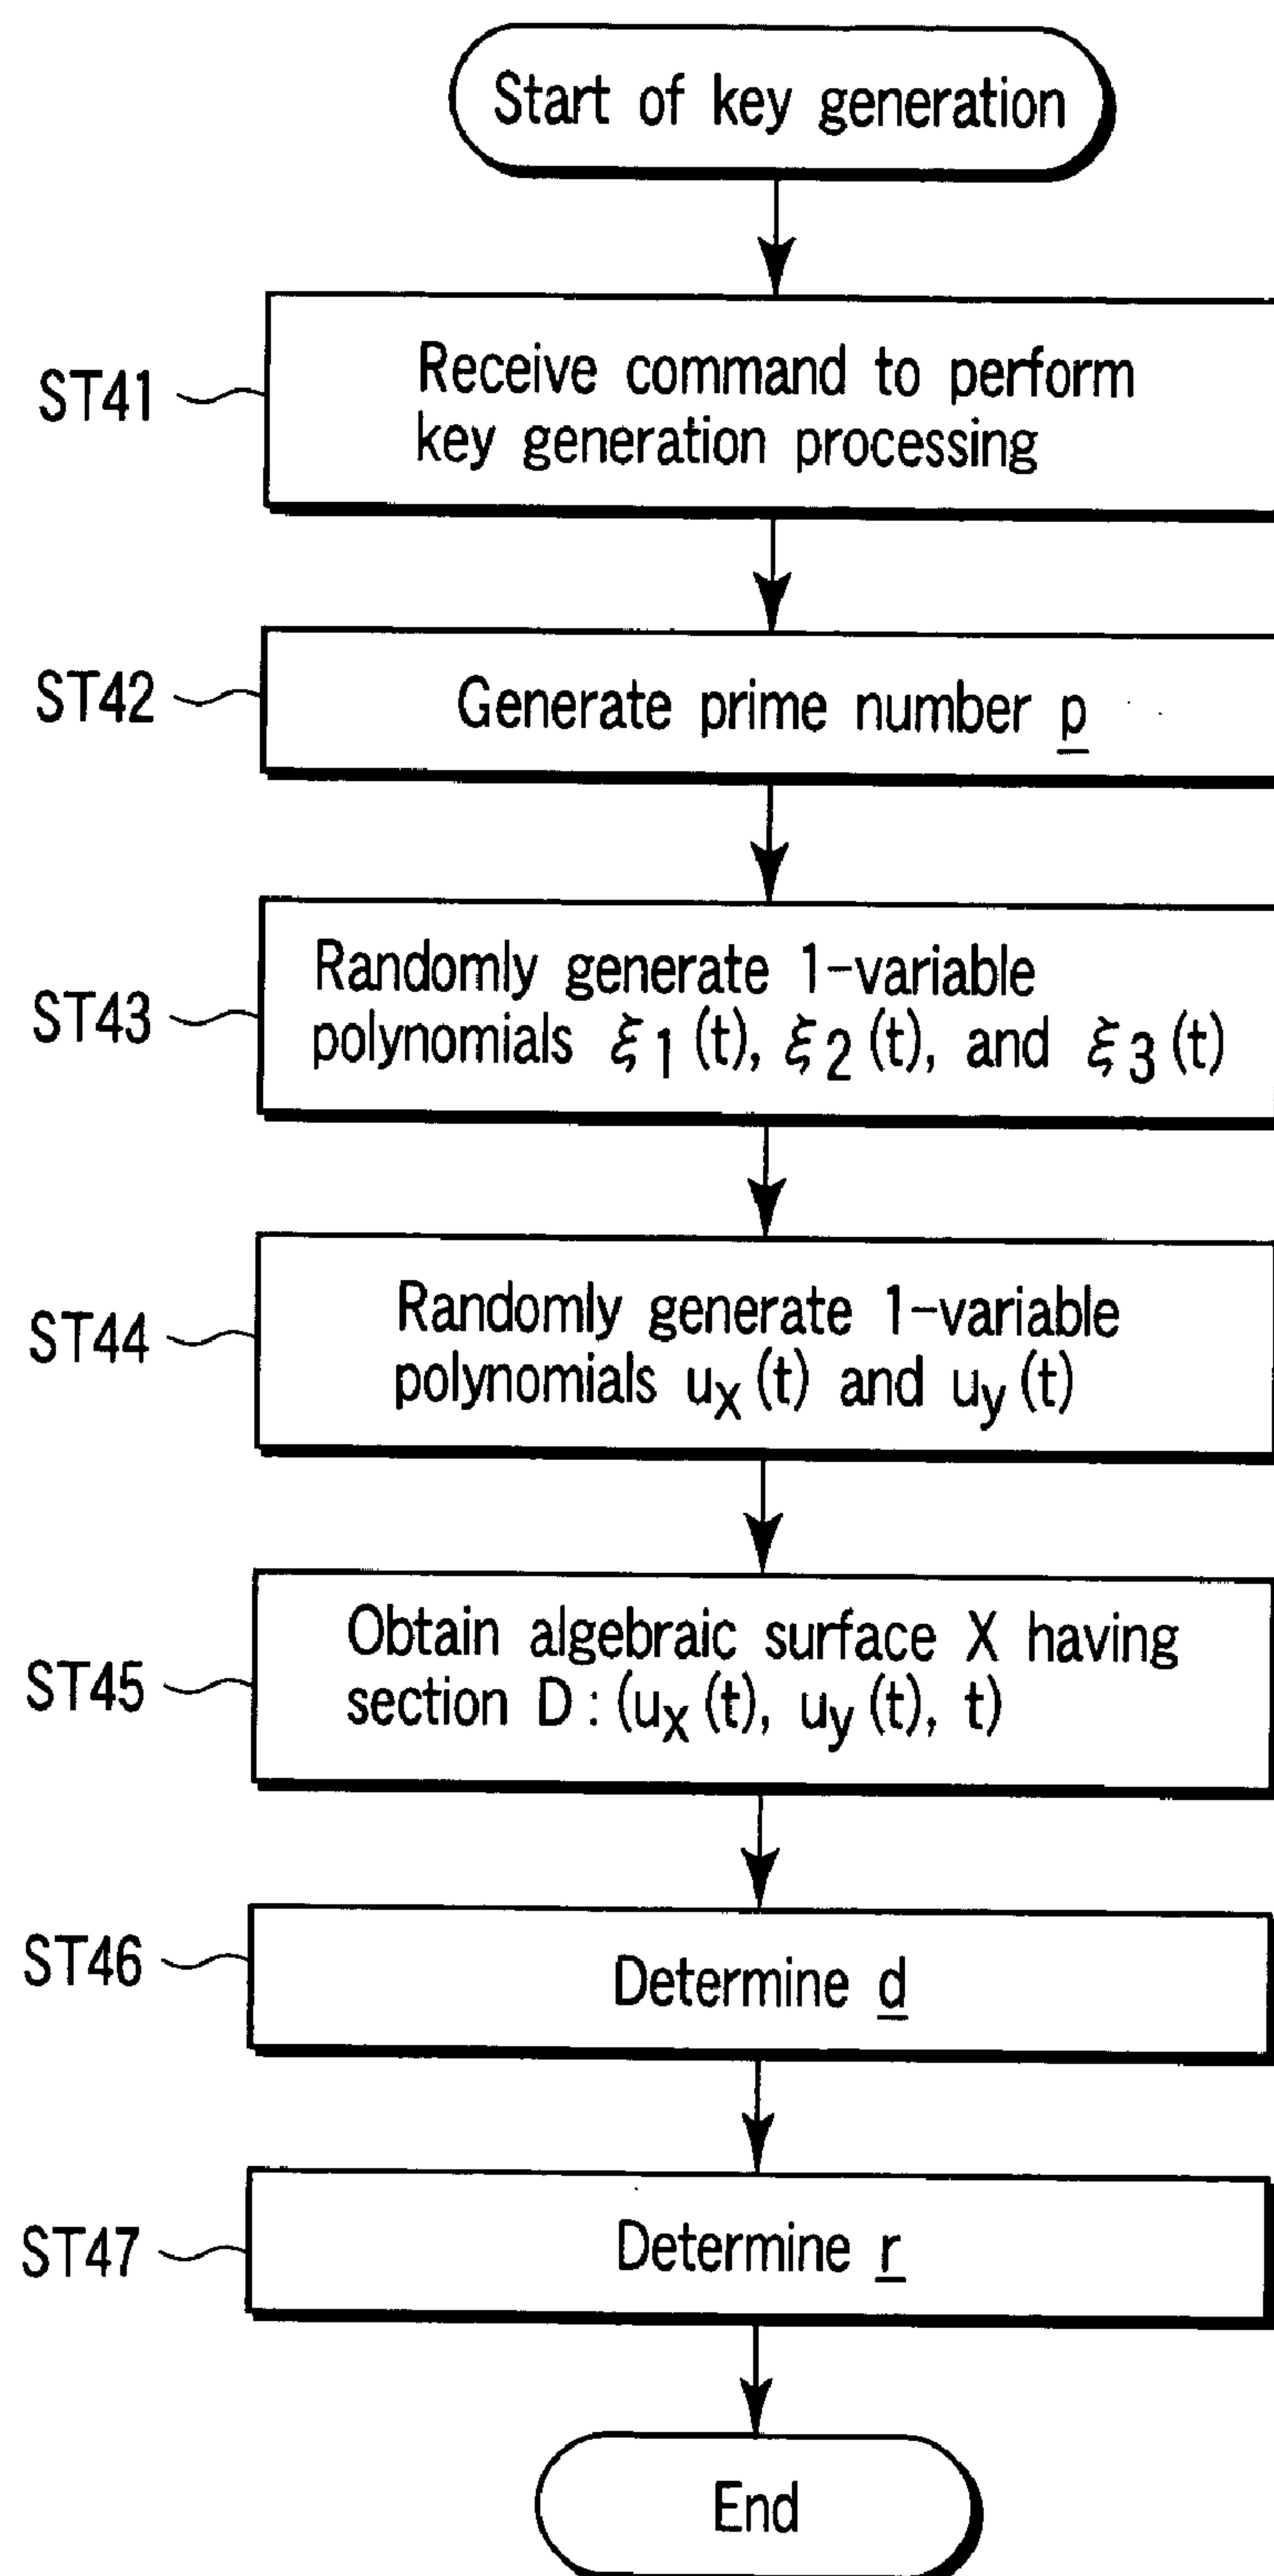 Start of key generation
ST41
Receive command to perform
key generation processing
ST42
Generate prime number p
ST43
Randomly generate 1-variable
polynomials ξ1(t), ξ2(t), and ξ3(t)
ST44
Randomly generate 1-variable
polynomials ux(t) and uy(t)
ST45
Obtain algebraic surface X having
section D:(ux(t), uy(t), t)
ST46
Determine d
ST47
Determine r
End